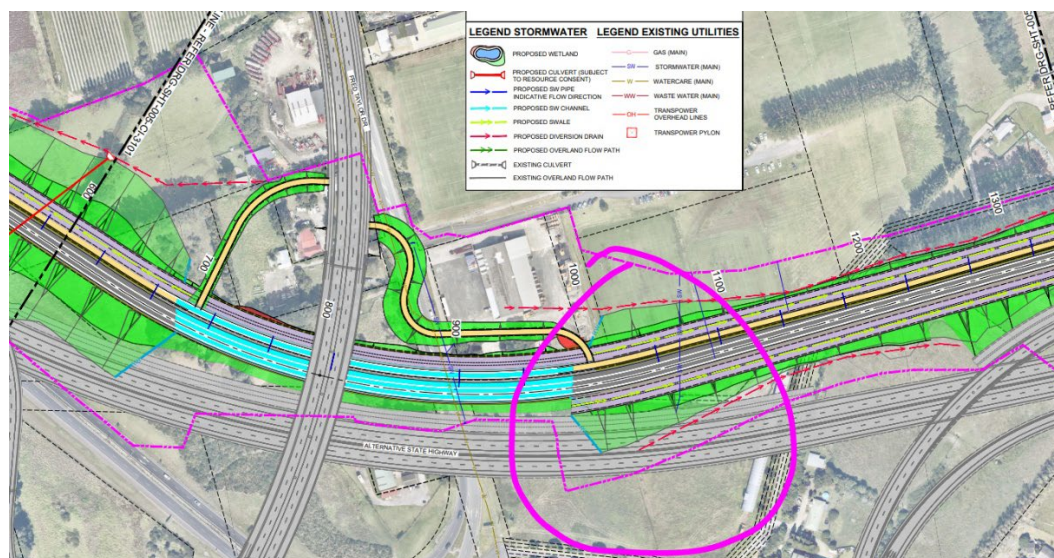 LEGEND STORMWATER
PROPOSED WETLAND
PROPOSED CULVERT (SUBJECT
TO RESOURCE CONSENT)
PROPOSED SW PIPE
INDICATIVE FLOW DIRECTION
PROPOSED SW CHANNEL
PROPOSED SWALE
PROPOSED DIVERSION DRAIN
PROPOSED OVERLAND FLOW PATH
EXISTING CULVERT
EXISTING OVERLAND FLOW PATH
LEGEND EXISTING UTILITIES
G
GAS (MAIN)
SW
STORMWATER (MAIN)
W
WATERCARE (MAIN)
WW
WASTE WATER (MAIN)
OH
TRANSPOWER
OVERHEAD LINES
TRANSPOWER PYLON
600
700
800
900
1000
1100
1200
1300
ALTERNATIVE STATE HIGHWAY
SW